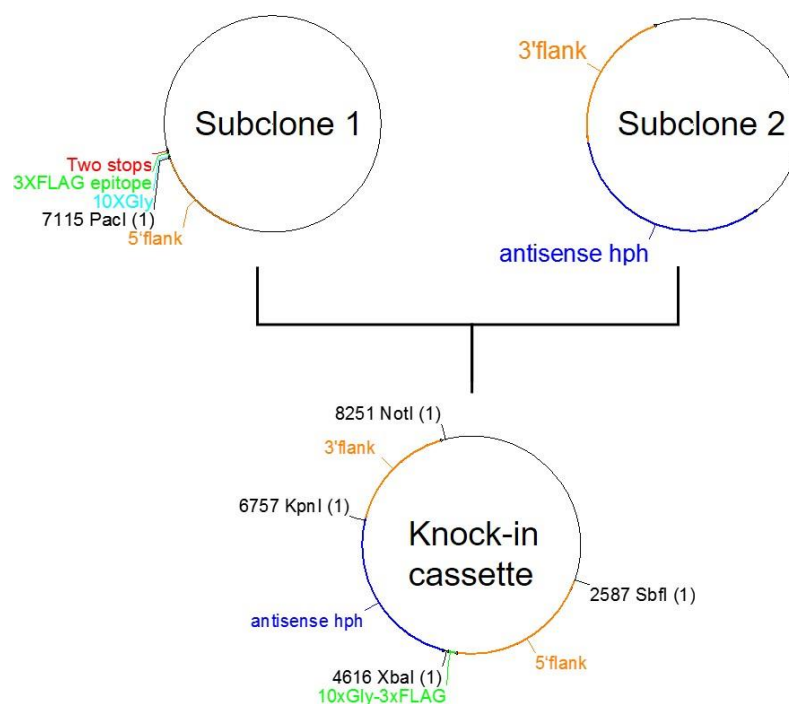 Subclone 1
Two stops
3XFLAG epitope
10XGly
7115 PacI (1)
5'flank
3'flank
Subclone 2
antisense hph
8251 NotI (1)
3'flank
6757 KpnI (1)
Knock-in
cassette
2587 SbfI (1)
antisense hph
5'flank
4616 XbaI (1)
10xGly-3xFLAG